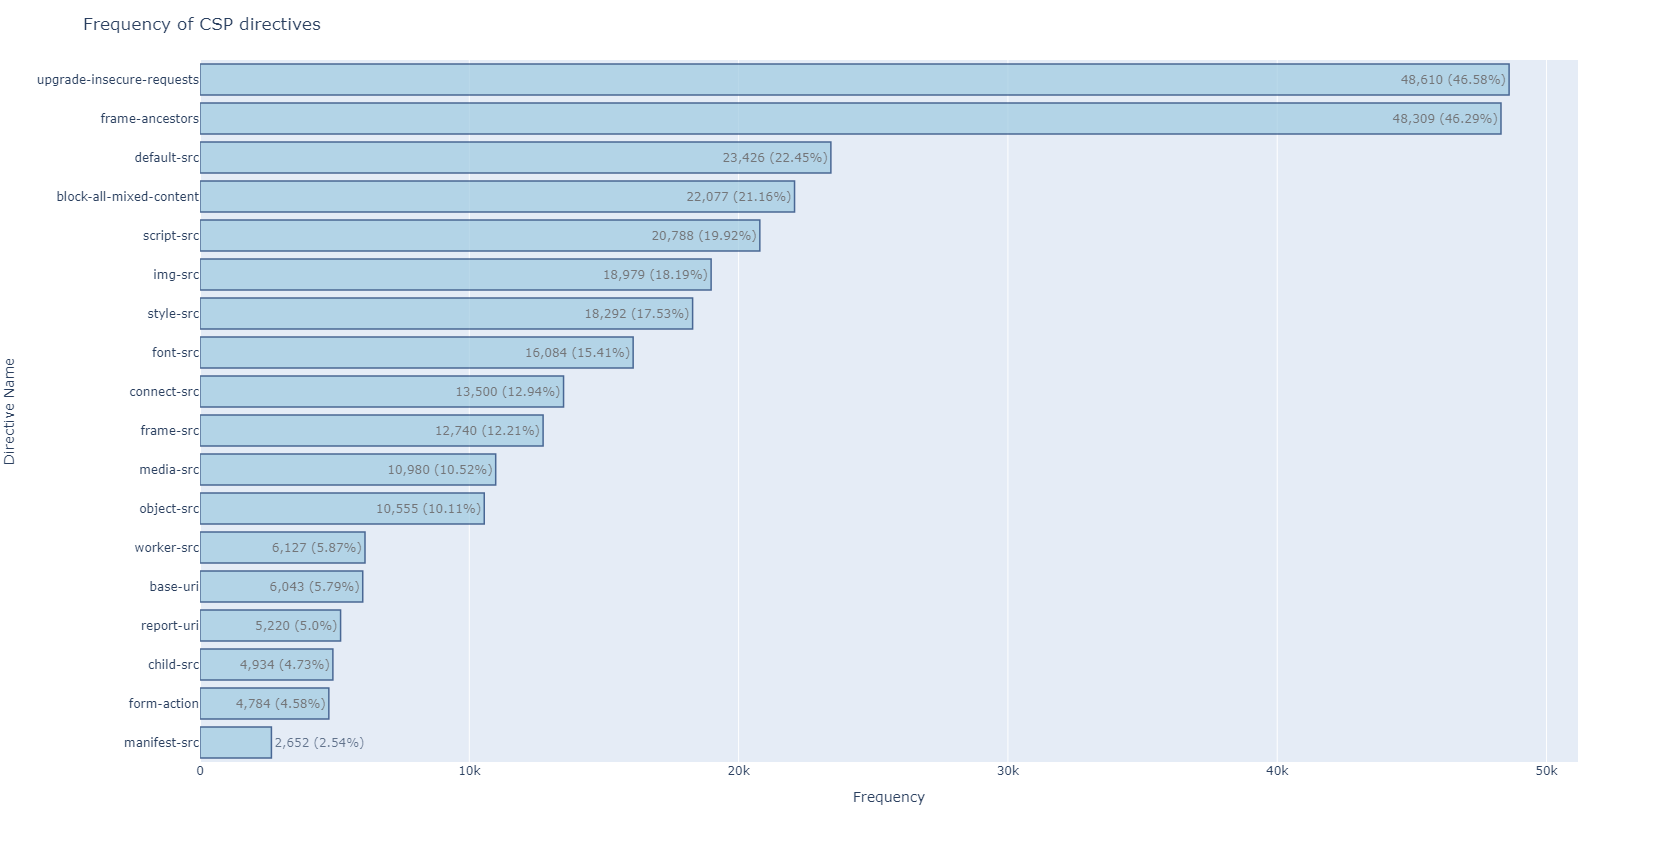 Frequency of CSP directives
upgrade-insecure-requests 48,610 (46.58%)
frame-ancestors 48,309 (46.29%)
default-src 23,426 (22.45%)
block-all-mixed-content 22,077 (21.16%)
script-src 20,788 (19.92%)
img-src 18,979 (18.19%)
style-src 18,292 (17.53%)
font-src 16,084 (15.41%)
connect-src 13,500 (12.94%)
frame-src 12,740 (12.21%)
media-src 10,980 (10.52%)
object-src 10,555 (10.11%)
worker-src 6,127 (5.87%)
base-uri 6,043 (5.79%)
report-uri 5,220 (5.0%)
child-src 4,934 (4.73%)
form-action 4,784 (4.58%)
manifest-src 2,652 (2.54%)
Directive Name
0 10k 20k 30k 40k 50k
Frequency